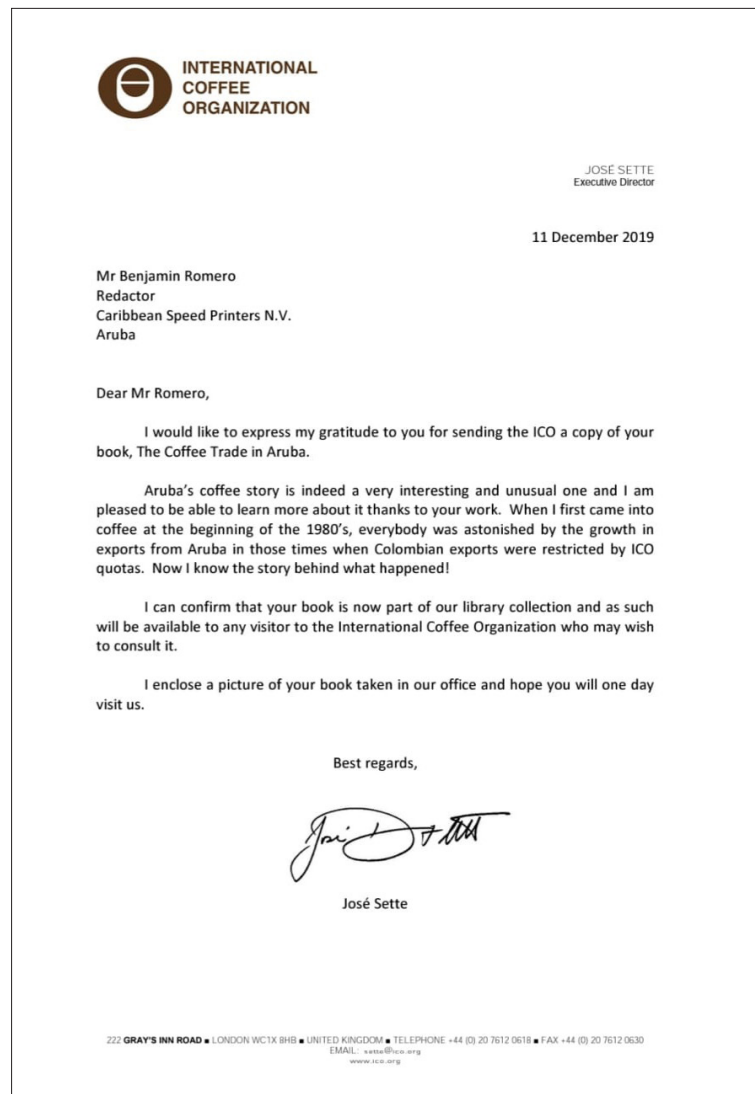 INTERNATIONAL
COFFEE
ORGANIZATION
JOSÉ SETTE
Executive Director
11 December 2019
Mr Benjamin Romero
Redactor
Caribbean Speed Printers N.V.
Aruba
Dear Mr Romero,
I would like to express my gratitude to you for sending the ICO a copy of your
book, The Coffee Trade in Aruba.
Aruba's coffee story is indeed a very interesting and unusual one and I am
pleased to be able to learn more about it thanks to your work. When I first came into
coffee at the beginning of the 1980's, everybody was astonished by the growth in
exports from Aruba in those times when Colombian exports were restricted by ICO
quotas. Now I know the story behind what happened!
I can confirm that your book is now part of our library collection and as such
will be available to any visitor to the International Coffee Organization who may wish
to consult it.
I enclose a picture of your book taken in our office and hope you will one day
visit us.
Best regards,
José Sette
222 GRAY'S INN ROAD ■ LONDON WC1X 8HB ■ UNITED KINGDOM ■ TELEPHONE +44 (0) 20 7612 0618 ■ FAX +44 (0) 20 7612 0630
EMAIL: sette@ico.org
www.ico.org